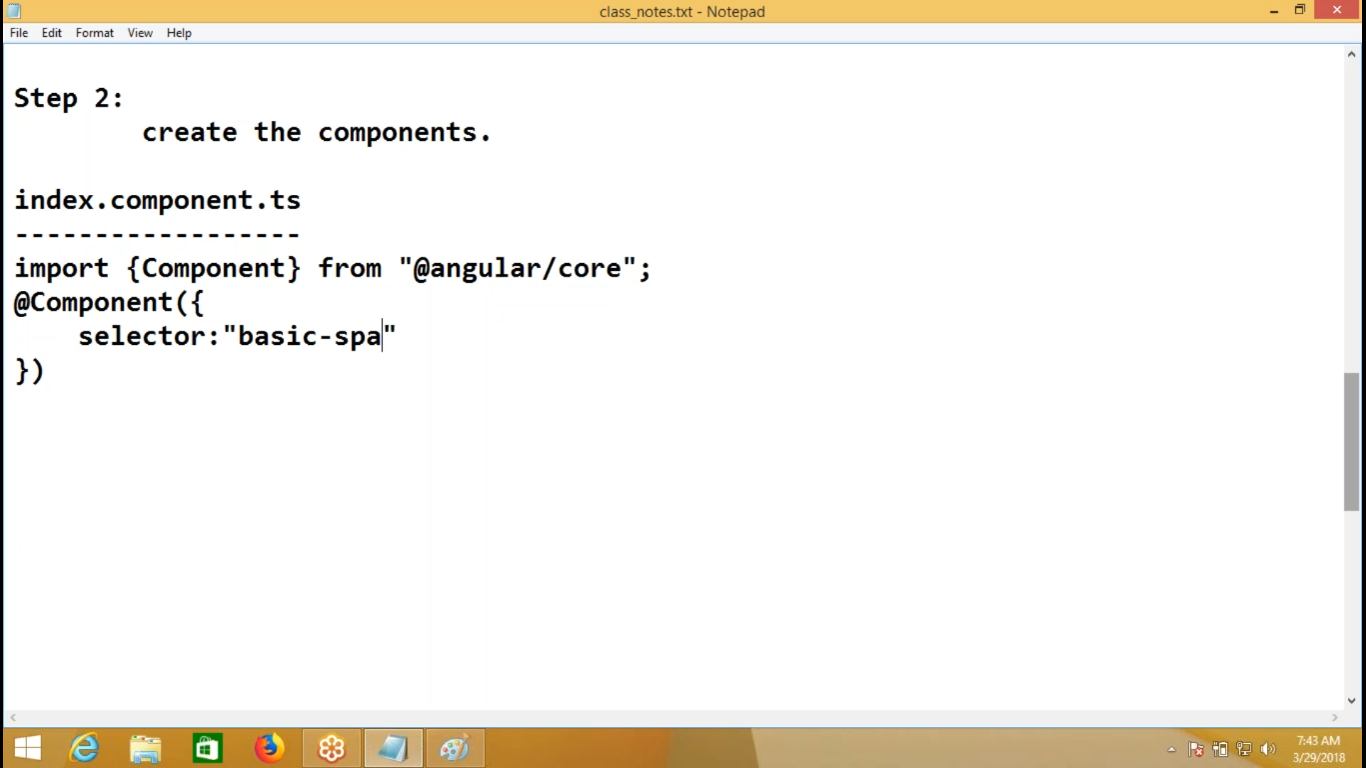 class_notes.txt - Notepad
File Edit Format View Help
Step 2:
create the components.
index.component.ts
------------------
import {Component} from "@angular/core";
@Component({
selector:"basic-spa"
})
7:43 AM
3/29/2018